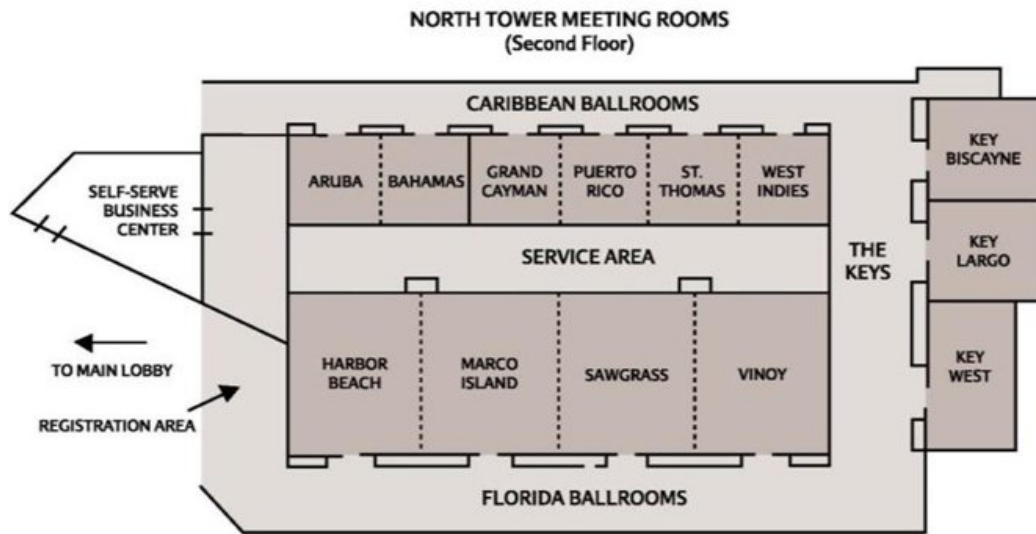 NORTH TOWER MEETING ROOMS
(Second Floor)
CARIBBEAN BALLROOMS
ARUBA
BAHAMAS
GRAND
CAYMAN
PUERTO
RICO
ST.
THOMAS
WEST
INDIES
KEY
BISCAYNE
SELF-SERVE
BUSINESS
CENTER
SERVICE AREA
THE
KEYS
KEY
LARGO
TO MAIN LOBBY
REGISTRATION AREA
HARBOR
BEACH
MARCO
ISLAND
SAWGRASS
VINOY
KEY
WEST
FLORIDA BALLROOMS